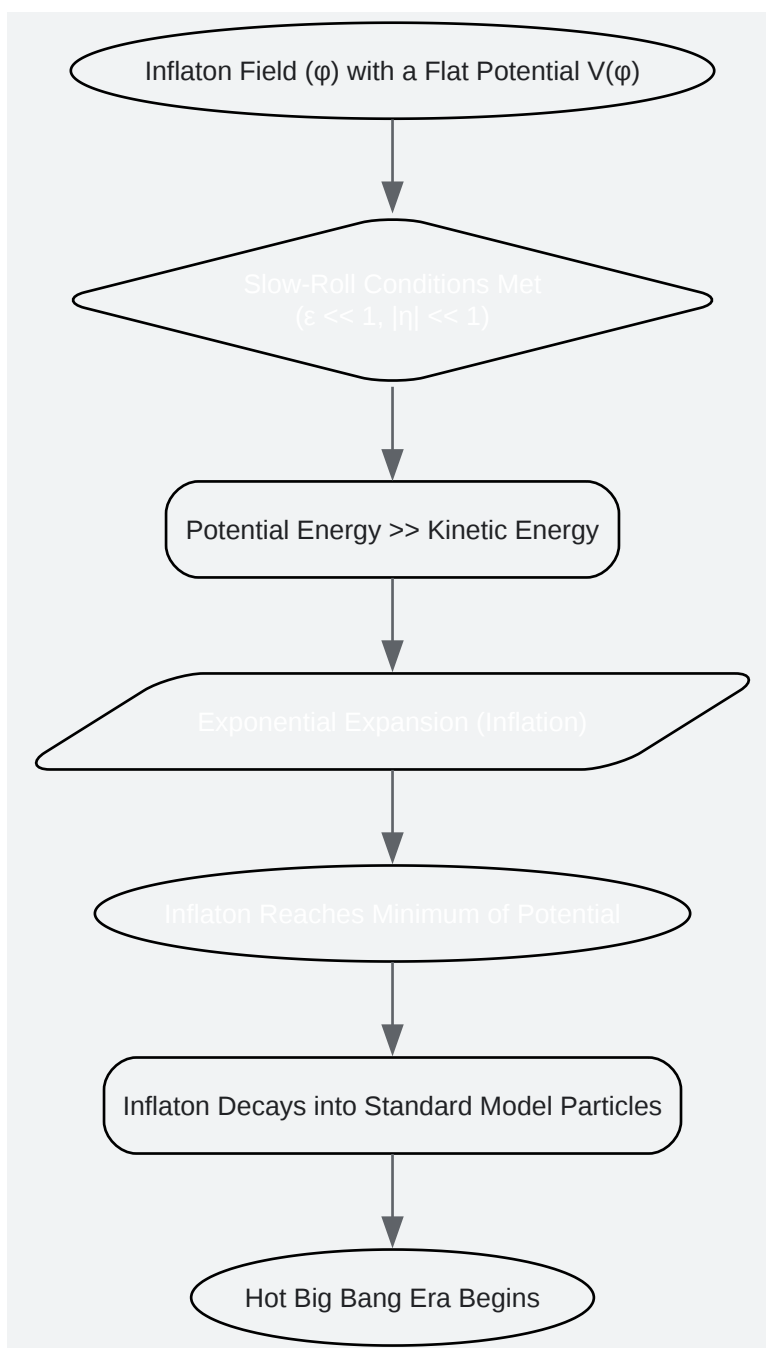 Inflaton Field (φ) with a Flat Potential V(φ)
Slow-Roll Conditions Met
(ε << 1, |η| << 1)
Potential Energy >> Kinetic Energy
Exponential Expansion (Inflation)
Inflaton Reaches Minimum of Potential
Inflaton Decays into Standard Model Particles
Hot Big Bang Era Begins